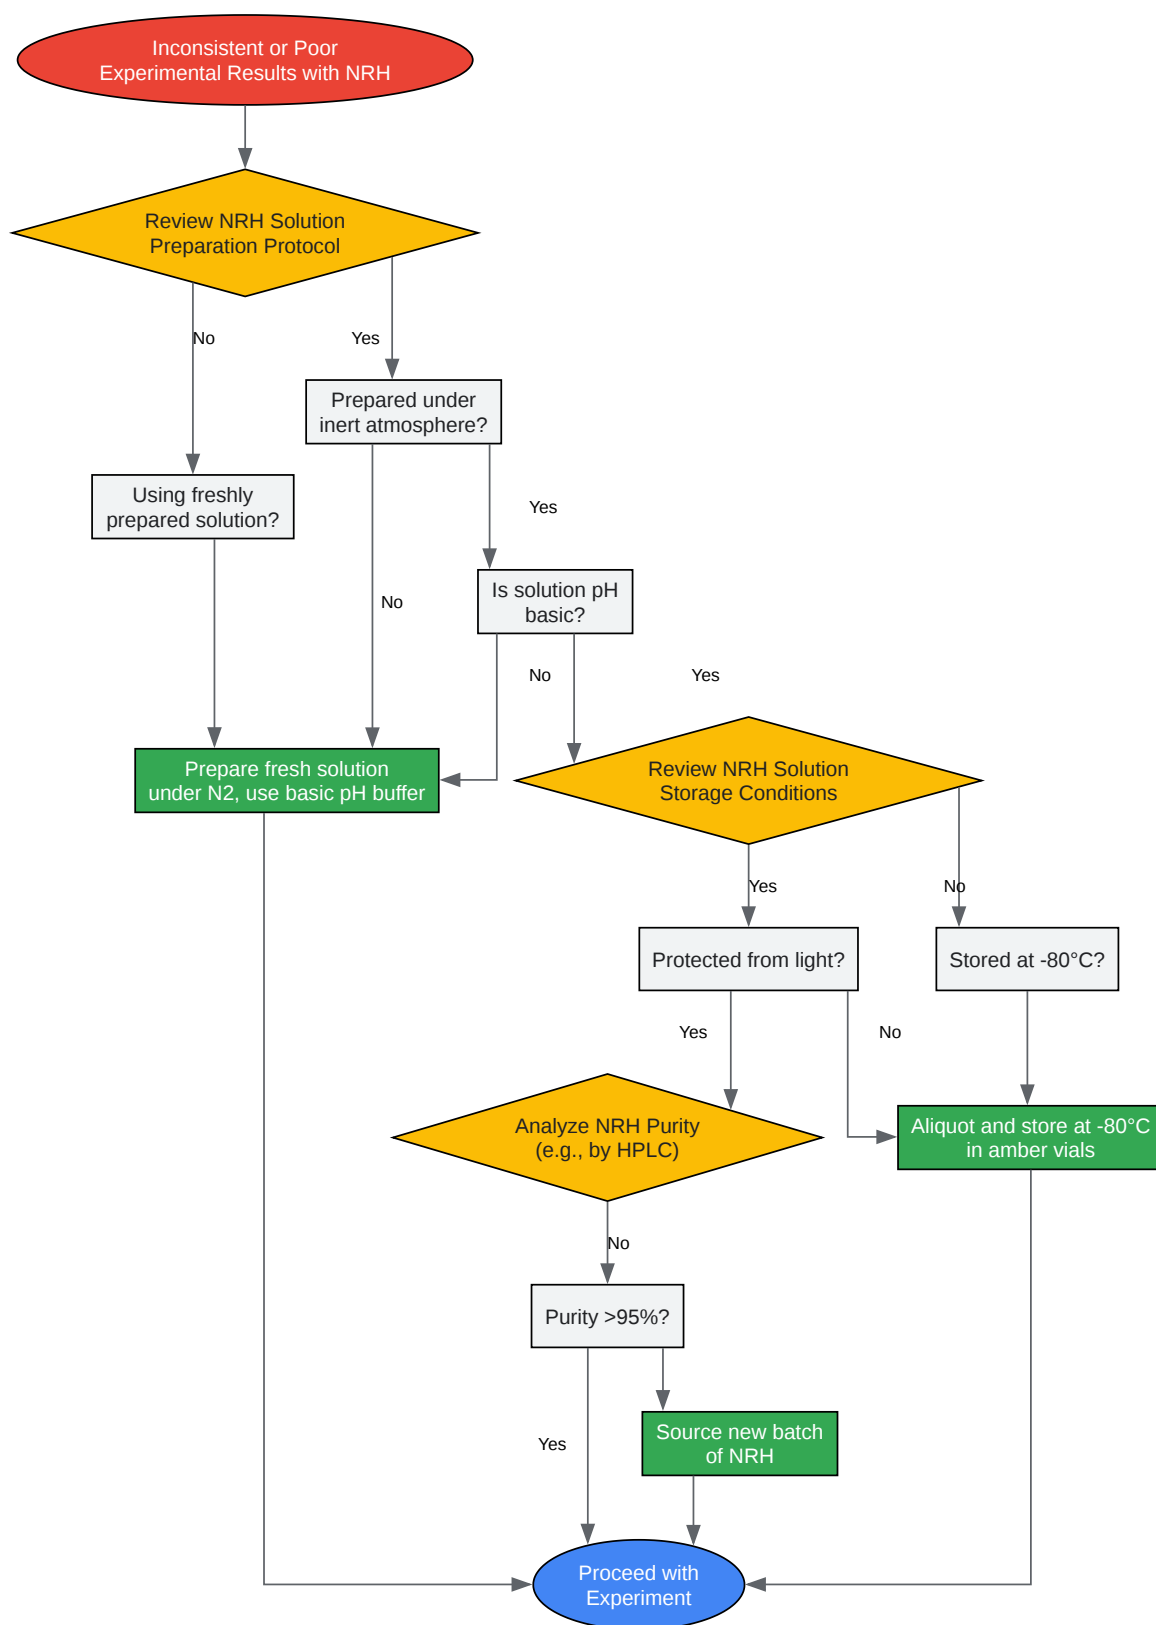 Inconsistent or Poor
Experimental Results with NRH
Review NRH Solution
Preparation Protocol
No
Yes
Prepared under
inert atmosphere?
Using freshly
prepared solution?
Yes
Is solution pH
basic?
No
No
Yes
Prepare fresh solution
under N2, use basic pH buffer
Review NRH Solution
Storage Conditions
Yes
No
Protected from light?
Stored at -80°C?
Yes
No
Analyze NRH Purity
(e.g., by HPLC)
Aliquot and store at -80°C
in amber vials
No
Purity >95%?
Source new batch
of NRH
Yes
Proceed with
Experiment